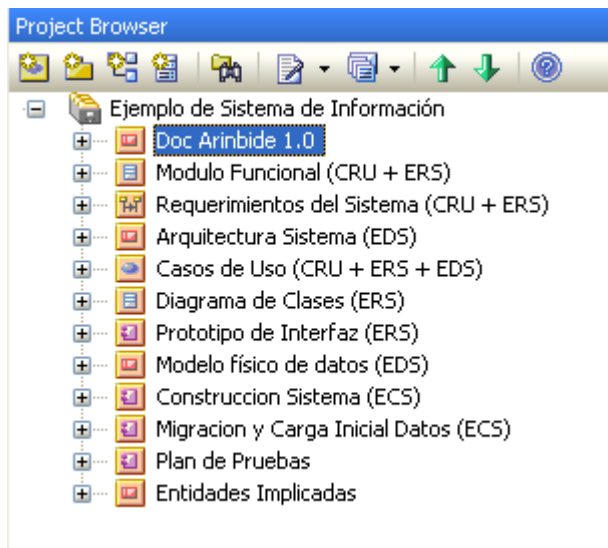 Project Browser
Ejemplo de Sistema de Información
Doc Arinbide 1.0
Modulo Funcional (CRU + ERS)
Requerimientos del Sistema (CRU + ERS)
Arquitectura Sistema (EDS)
Casos de Uso (CRU + ERS + EDS)
Diagrama de Clases (ERS)
Prototipo de Interfaz (ERS)
Modelo físico de datos (EDS)
Construccion Sistema (ECS)
Migracion y Carga Inicial Datos (ECS)
Plan de Pruebas
Entidades Implicadas